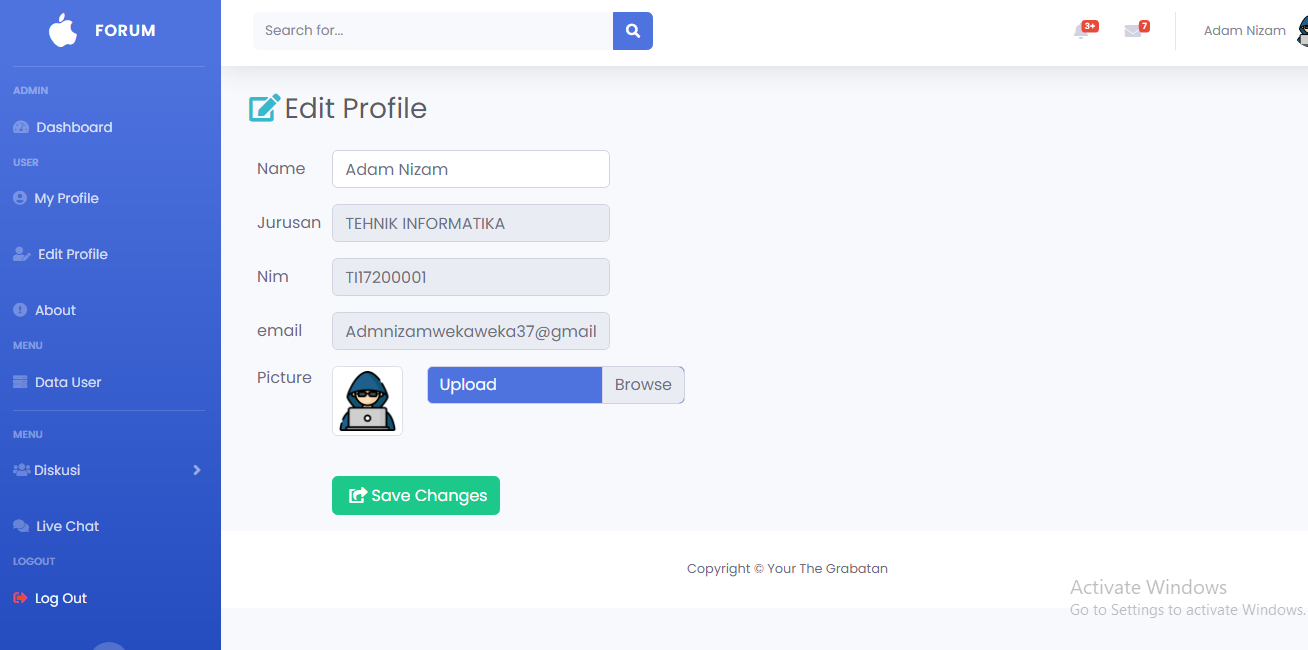 FORUM
Search for...
3+
7
Adam Nizam
ADMIN
Dashboard
USER
My Profile
Edit Profile
About
MENU
Data User
MENU
Diskusi
Live Chat
LOGOUT
Log Out
Edit Profile
Name
Adam Nizam
Jurusan
TEHNIK INFORMATIKA
Nim
TI17200001
email
Admnizamwekaweka37@gmail
Picture
Upload
Browse
Save Changes
Copyright © Your The Grabatan
Activate Windows
Go to Settings to activate Windows.